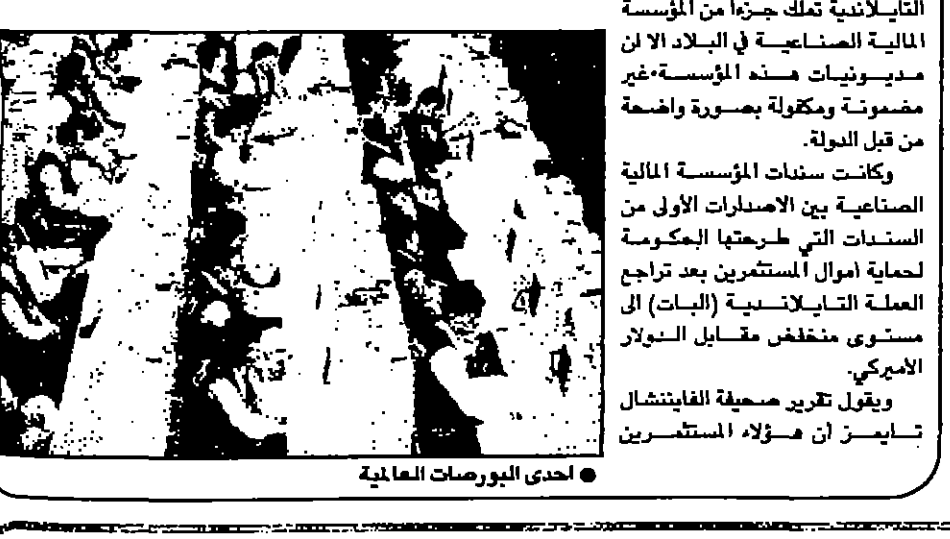 التايلاندية تملك جزءا من المؤسسة
المالية الصناعية في البلاد الا ان
مديونيات هذه المؤسسة غير
مضمونة ومكفولة بصورة واضحة
من قبل الدولة.
وكانت سندات المؤسسة المالية
الصناعية بين الاصدارات الأولى من
السندات التي طرحتها الحكومة
لحماية اموال المستثمرين بعد تراجع
العملة التايلاندية (البات) الى
مستوى منخفض مقابل الدولار
الأميركي.
ويقول تقرير صحيفة الفايننشال
تايمز أن هؤلاء المستثمرين
● احدى البورصات العالمية